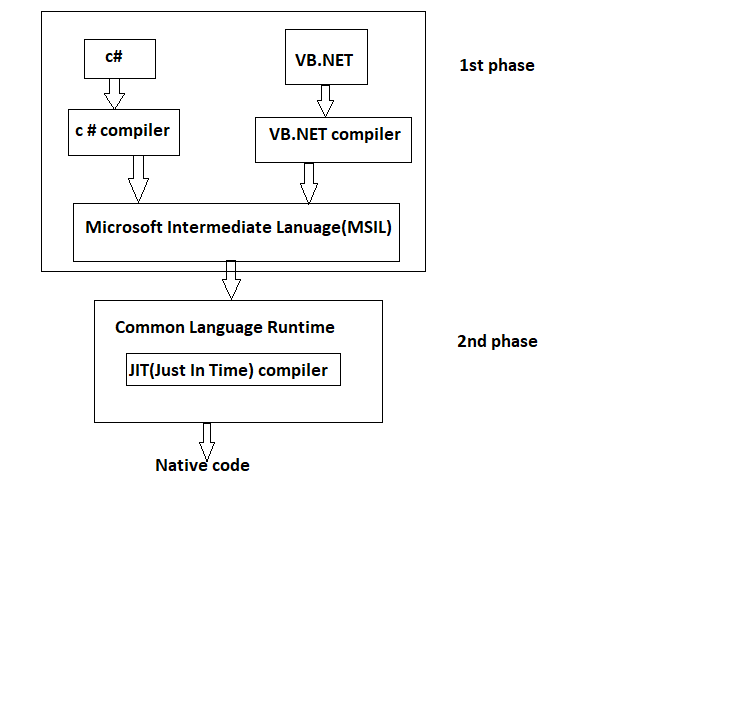 c#
VB.NET
1st phase
c # compiler
VB.NET compiler
Microsoft Intermediate Lanuage(MSIL)
Common Language Runtime
2nd phase
JIT(Just In Time) compiler
Native code